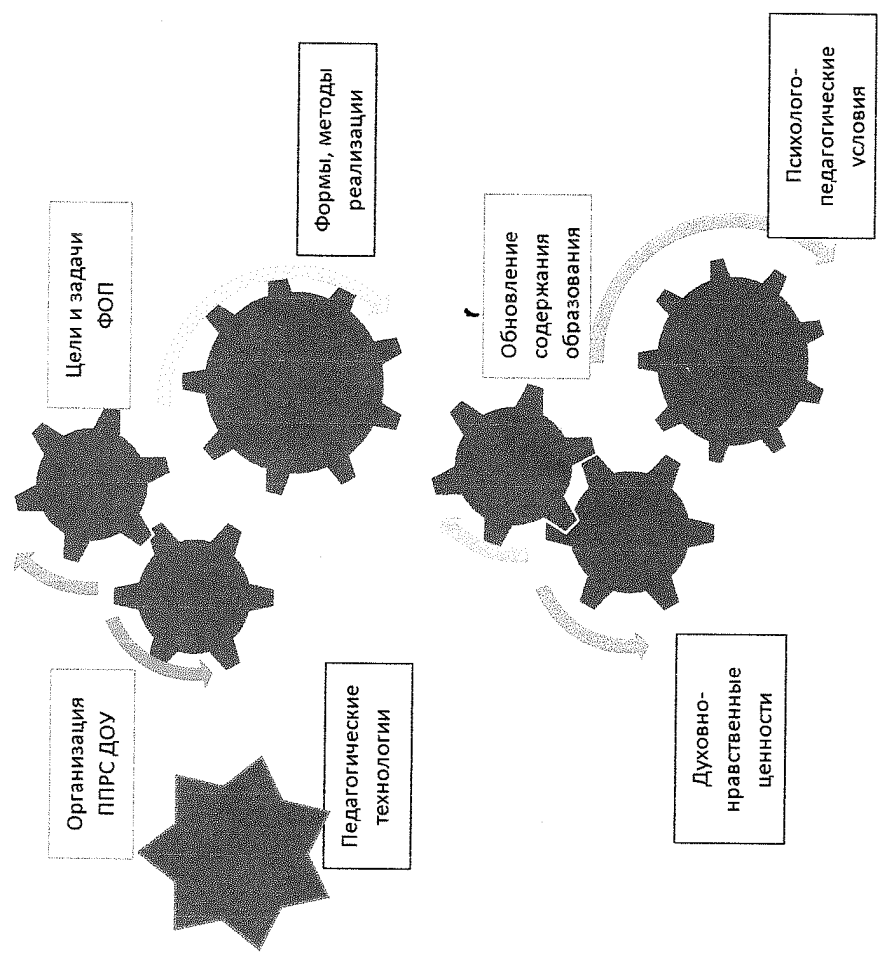 Организация
ППРС ДОУ
Цели и задачи
ФОП
Педагогические
технологии
Формы, методы
реализации
Обновление
содержания
образования
Духовно-
нравственные
ценности
Психолого-
педагогические
условия